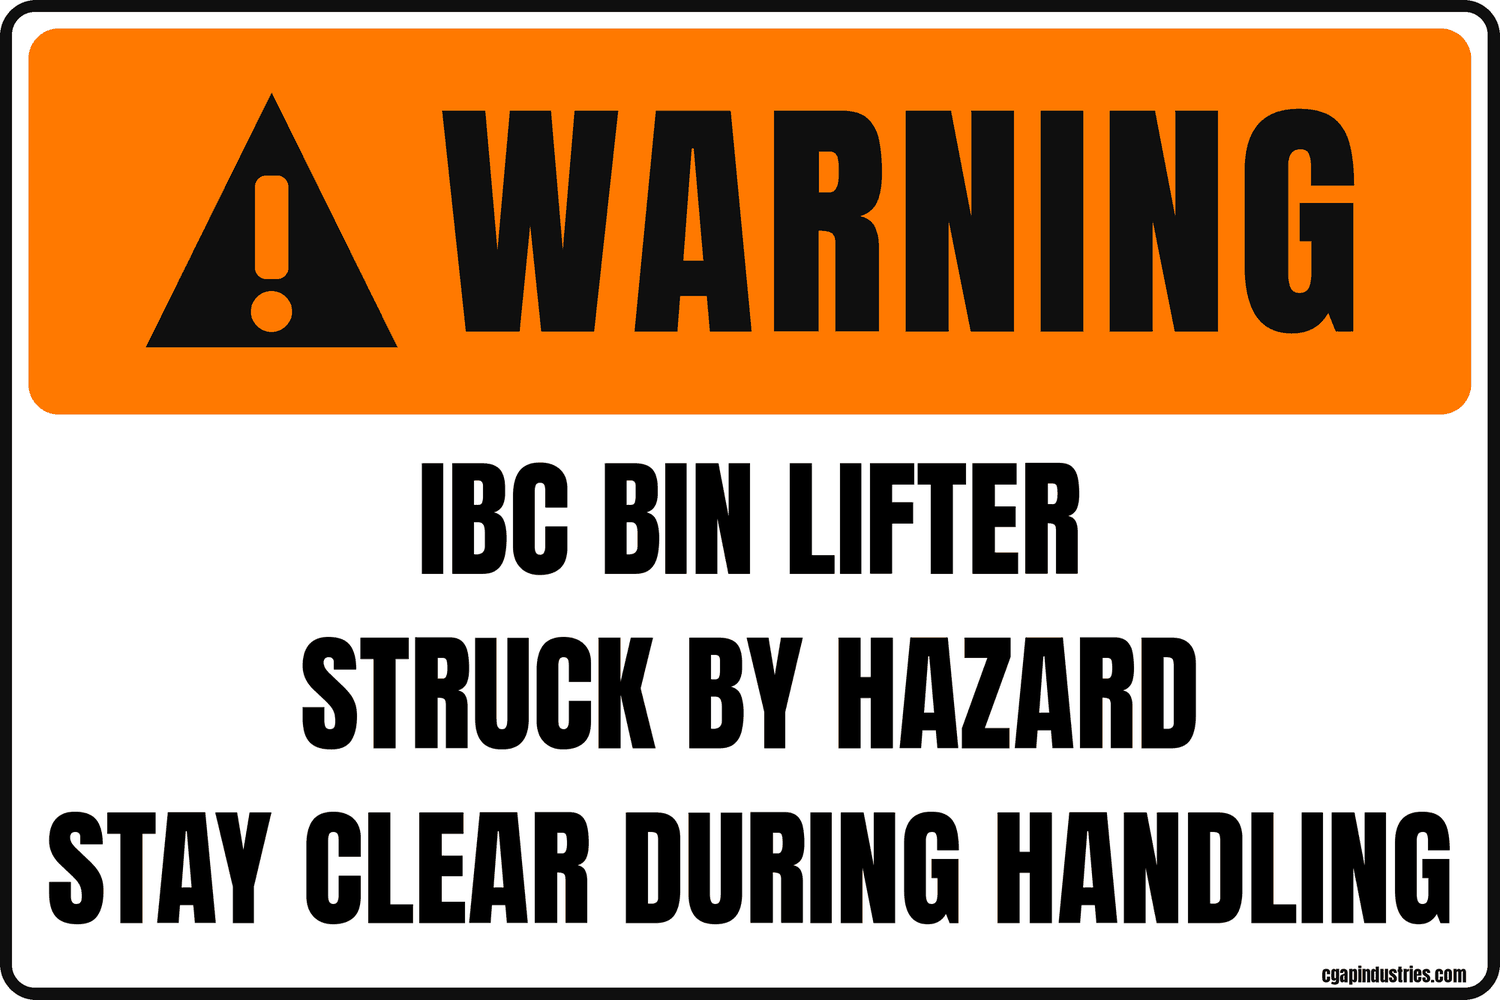 WARNING
IBC BIN LIFTER
STRUCK BY HAZARD
STAY CLEAR DURING HANDLING
cgapindustries.com